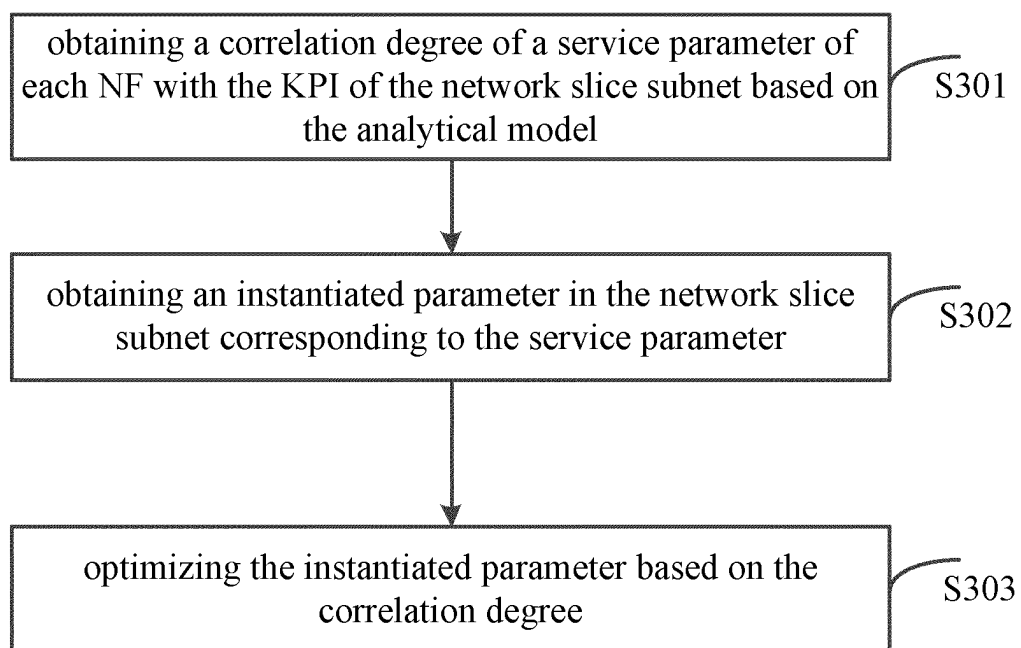 obtaining a correlation degree of a service parameter of
each NF with the KPI of the network slice subnet based on
the analytical model
S301
obtaining an instantiated parameter in the network slice
subnet corresponding to the service parameter
S302
optimizing the instantiated parameter based on the
correlation degree
S303